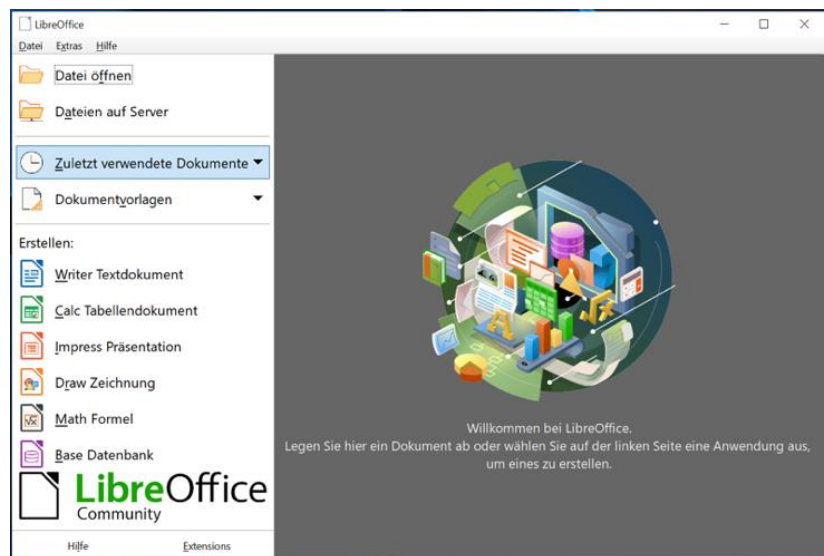 LibreOffice
Datei Extras Hilfe
Datei öffnen
Dateien auf Server
Zuletzt verwendete Dokumente
Dokumentvorlagen
Erstellen:
Writer Textdokument
Calc Tabellendokument
Impress Präsentation
Draw Zeichnung
Math Formel
Base Datenbank
LibreOffice
Community
Hilfe Extensions
Willkommen bei LibreOffice.
Legen Sie hier ein Dokument ab oder wählen Sie auf der linken Seite eine Anwendung aus,
um eines zu erstellen.